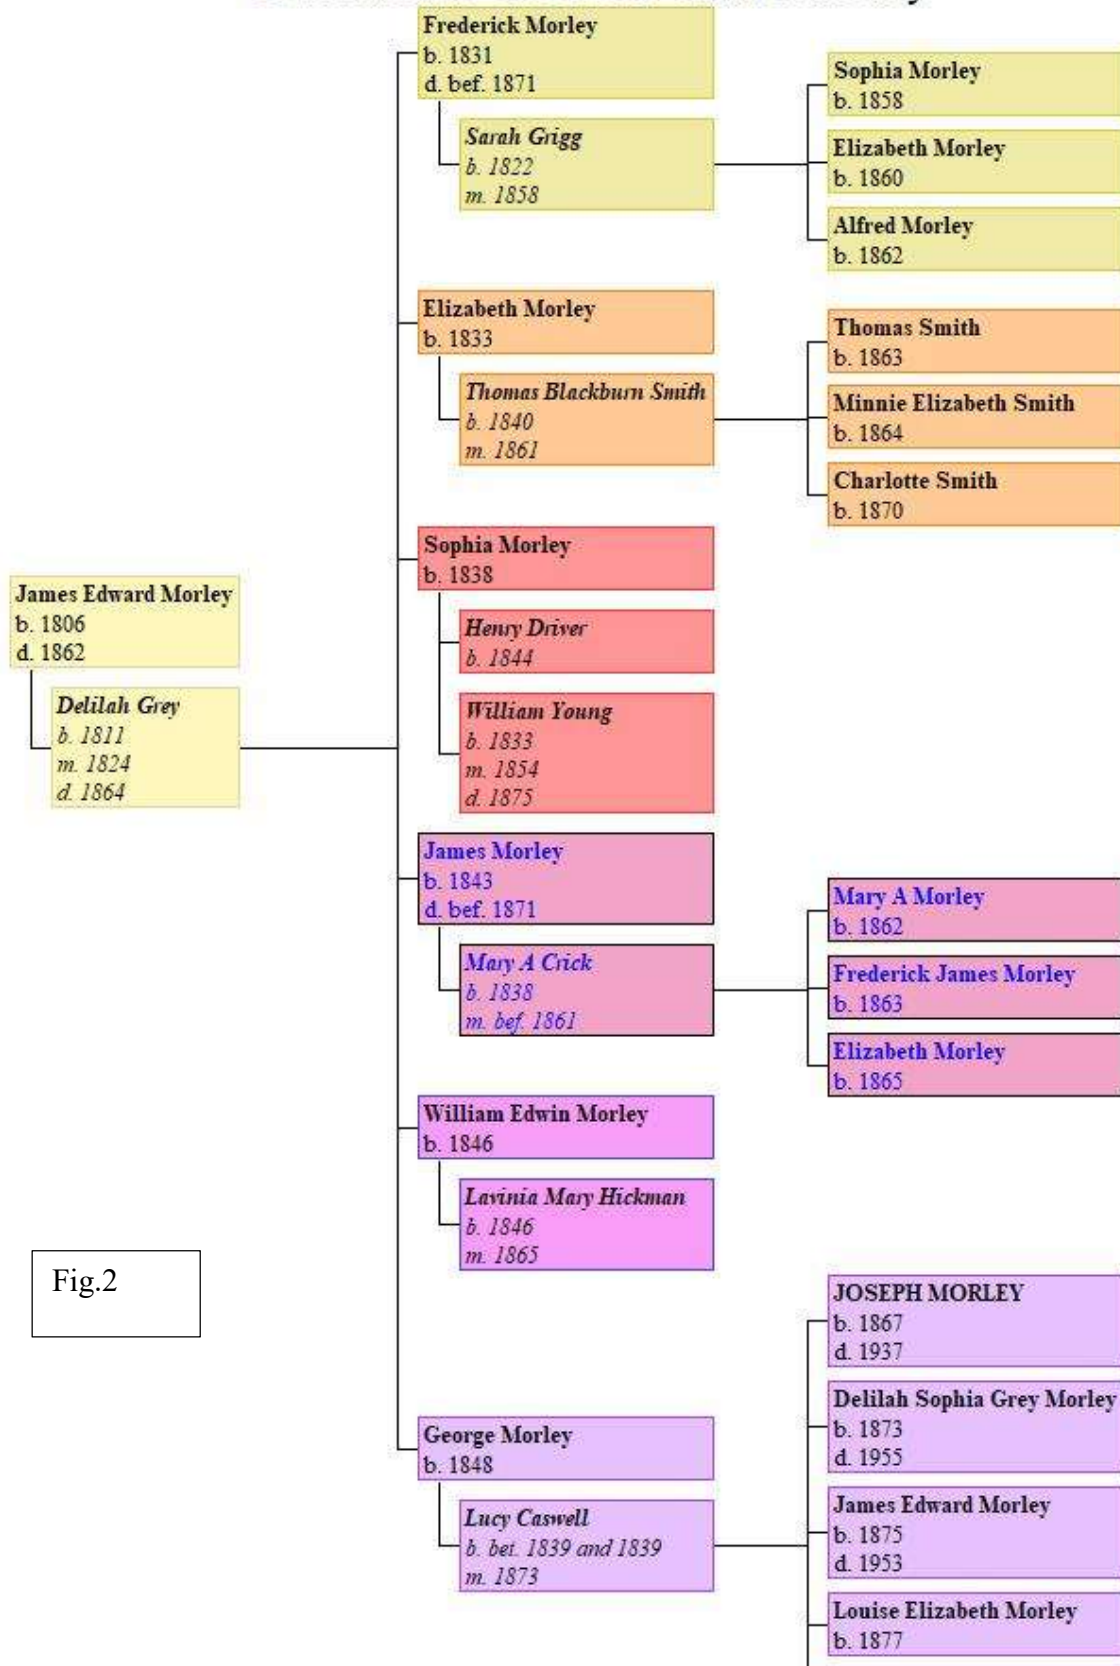 Frederick Morley
b. 1831
d. bef. 1871
Sarah Grigg
b. 1822
m. 1858
Sophia Morley
b. 1858
Elizabeth Morley
b. 1860
Alfred Morley
b. 1862
Elizabeth Morley
b. 1833
Thomas Blackburn Smith
b. 1840
m. 1861
Thomas Smith
b. 1863
Minnie Elizabeth Smith
b. 1864
Charlotte Smith
b. 1870
Sophia Morley
b. 1838
Henry Driver
b. 1844
William Young
b. 1833
m. 1854
d. 1875
James Edward Morley
b. 1806
d. 1862
Delilah Grey
b. 1811
m. 1824
d. 1864
James Morley
b. 1843
d. bef. 1871
Mary A Crick
b. 1838
m. bef. 1861
Mary A Morley
b. 1862
Frederick James Morley
b. 1863
Elizabeth Morley
b. 1865
William Edwin Morley
b. 1846
Lavinia Mary Hickman
b. 1846
m. 1865
Fig.2
George Morley
b. 1848
Lucy Caswell
b. bet. 1839 and 1839
m. 1873
JOSEPH MORLEY
b. 1867
d. 1937
Delilah Sophia Grey Morley
b. 1873
d. 1955
James Edward Morley
b. 1875
d. 1953
Louise Elizabeth Morley
b. 1877